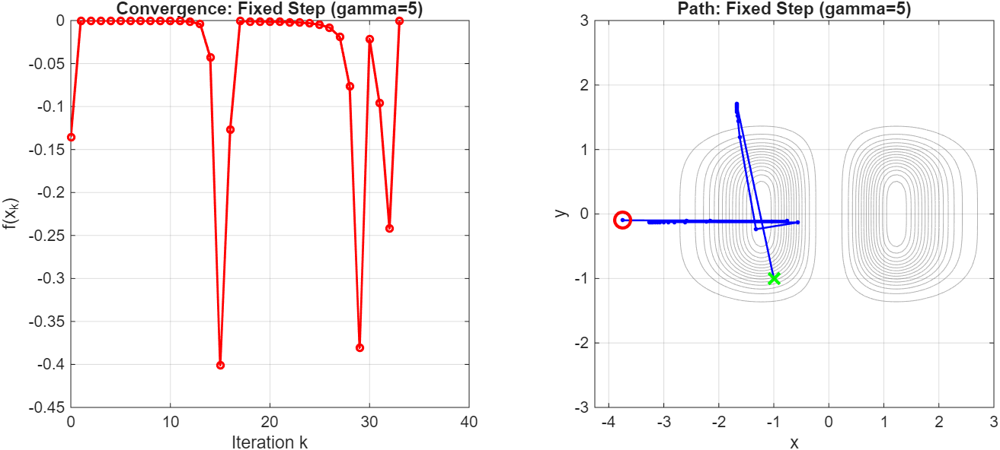 Convergence: Fixed Step (gamma=5)
0
-0.05
-0.1
-0.15
-0.2
-0.25
-0.3
-0.35
-0.4
-0.45
f(xₖ)
0 10 20 30 40
Iteration k
Path: Fixed Step (gamma=5)
3
2
1
0
-1
-2
-3
y
-4 -3 -2 -1 0 1 2 3
x